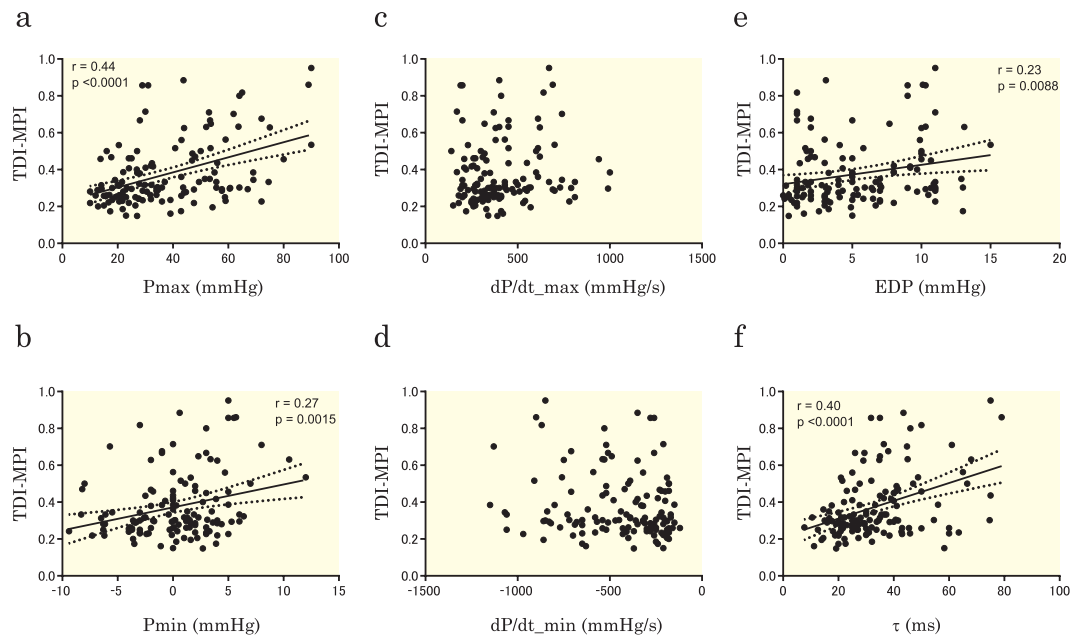 a
TDI-MPI
1.0
0.8
0.6
0.4
0.2
0.0
r = 0.44
p <0.0001
0 20 40 60 80 100
Pmax (mmHg)
c
TDI-MPI
1.0
0.8
0.6
0.4
0.2
0.0
0 500 1000 1500
dP/dt_max (mmHg/s)
e
TDI-MPI
1.0
0.8
0.6
0.4
0.2
0.0
r = 0.23
p = 0.0088
0 5 10 15 20
EDP (mmHg)
b
TDI-MPI
1.0
0.8
0.6
0.4
0.2
0.0
r = 0.27
p = 0.0015
-10 -5 0 5 10 15
Pmin (mmHg)
d
TDI-MPI
1.0
0.8
0.6
0.4
0.2
0.0
-1500 -1000 -500 0
dP/dt_min (mmHg/s)
f
TDI-MPI
1.0
0.8
0.6
0.4
0.2
0.0
r = 0.40
p <0.0001
0 20 40 60 80 100
τ (ms)